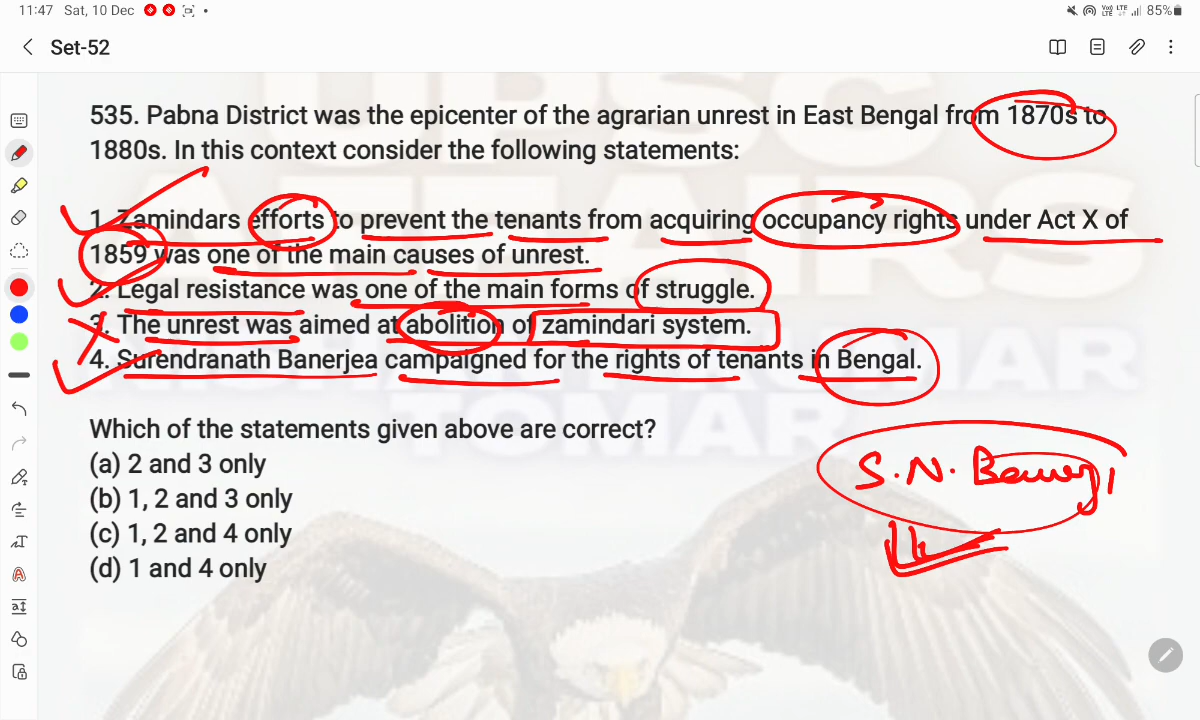 11:47 Sat, 10 Dec
VoLTE LTE 85%
Set-52
535. Pabna District was the epicenter of the agrarian unrest in East Bengal from 1870s to
1880s. In this context consider the following statements:
1. Zamindars efforts to prevent the tenants from acquiring occupancy rights under Act X of
1859 was one of the main causes of unrest.
2. Legal resistance was one of the main forms of struggle.
3. The unrest was aimed at abolition of zamindari system.
4. Surendranath Banerjea campaigned for the rights of tenants in Bengal.
Which of the statements given above are correct?
(a) 2 and 3 only
(b) 1, 2 and 3 only
(c) 1, 2 and 4 only
(d) 1 and 4 only
S.N.
UPSC
AFFAIRS
TOMAR